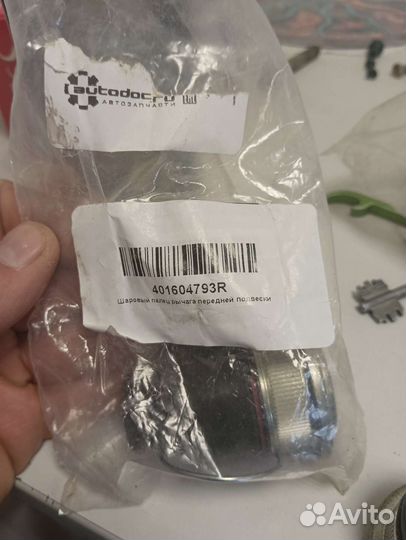 autodoc.ru
АВТОЗАПЧАСТИ
401604793R
Шаровый палец рычага передней подвески
Avito